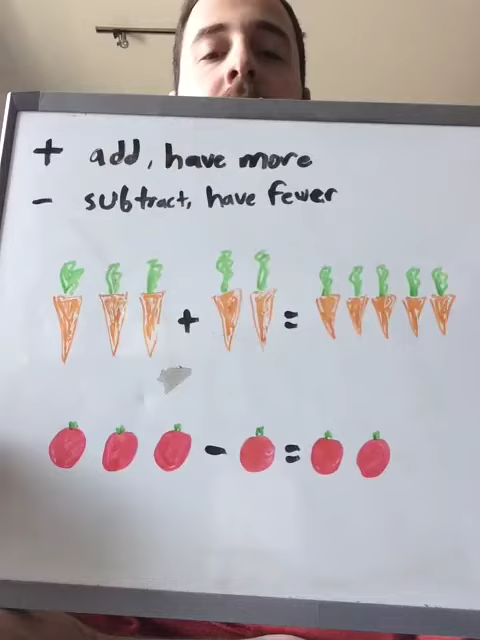 + add, have more
- subtract, have fewer
+ =
- =